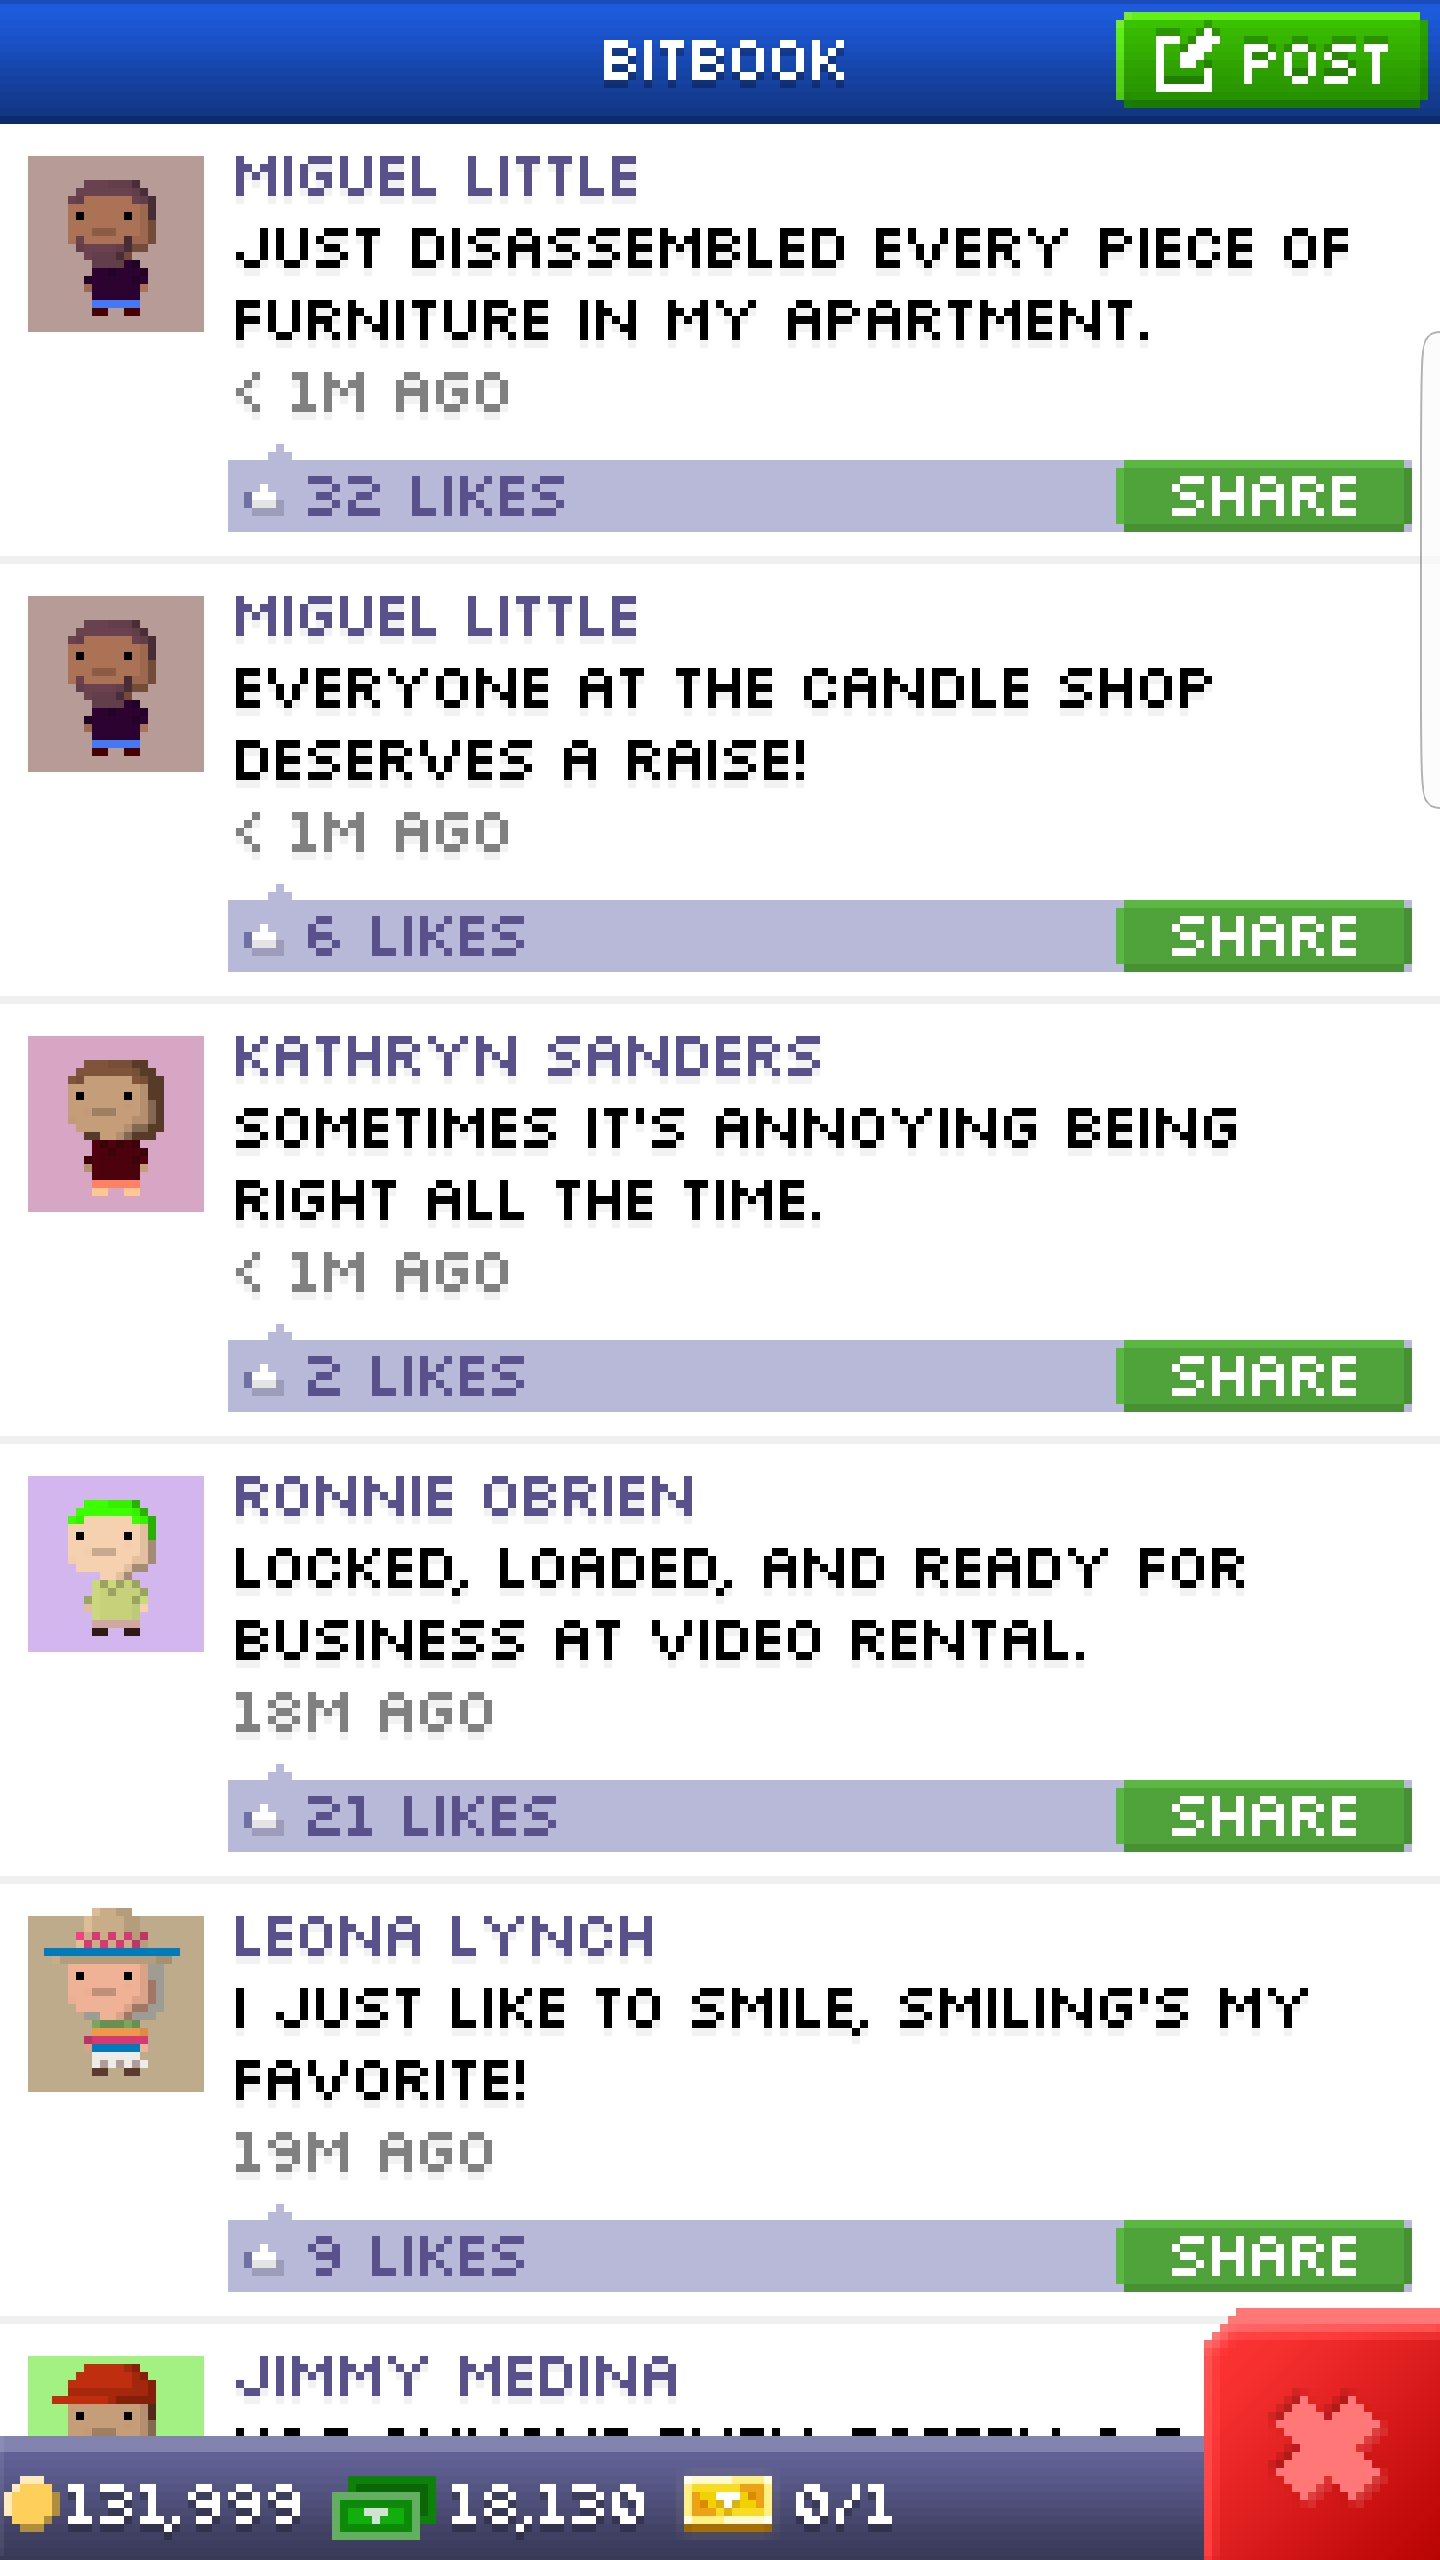 BITBOOK
POST
MIGUEL LITTLE
JUST DISASSEMBLED EVERY PIECE OF
FURNITURE IN MY APARTMENT.
< 1M AGO
32 LIKES
SHARE
MIGUEL LITTLE
EVERYONE AT THE CANDLE SHOP
DESERVES A RAISE!
< 1M AGO
6 LIKES
SHARE
KATHRYN SANDERS
SOMETIMES IT'S ANNOYING BEING
RIGHT ALL THE TIME.
< 1M AGO
2 LIKES
SHARE
RONNIE OBRIEN
LOCKED, LOADED, AND READY FOR
BUSINESS AT VIDEO RENTAL.
18M AGO
21 LIKES
SHARE
LEONA LYNCH
I JUST LIKE TO SMILE, SMILING'S MY
FAVORITE!
19M AGO
9 LIKES
SHARE
JIMMY MEDINA
131,999 18,130 0/1